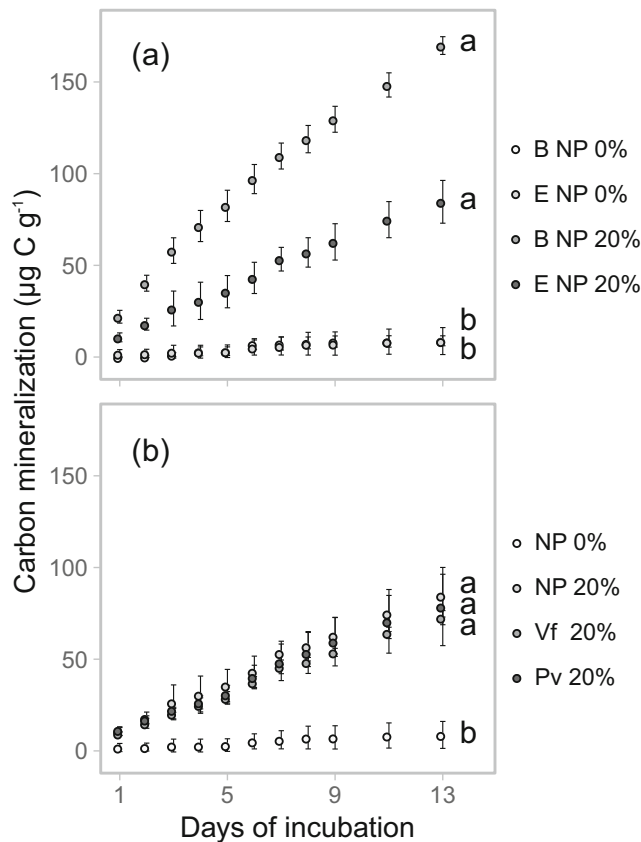 (a)
150
100
50
0
a
a
b
b
B NP 0%
E NP 0%
B NP 20%
E NP 20%
Carbon mineralization (µg C g⁻¹)
(b)
150
100
50
0
a
a
a
b
NP 0%
NP 20%
Vf 20%
Pv 20%
1 5 9 13
Days of incubation